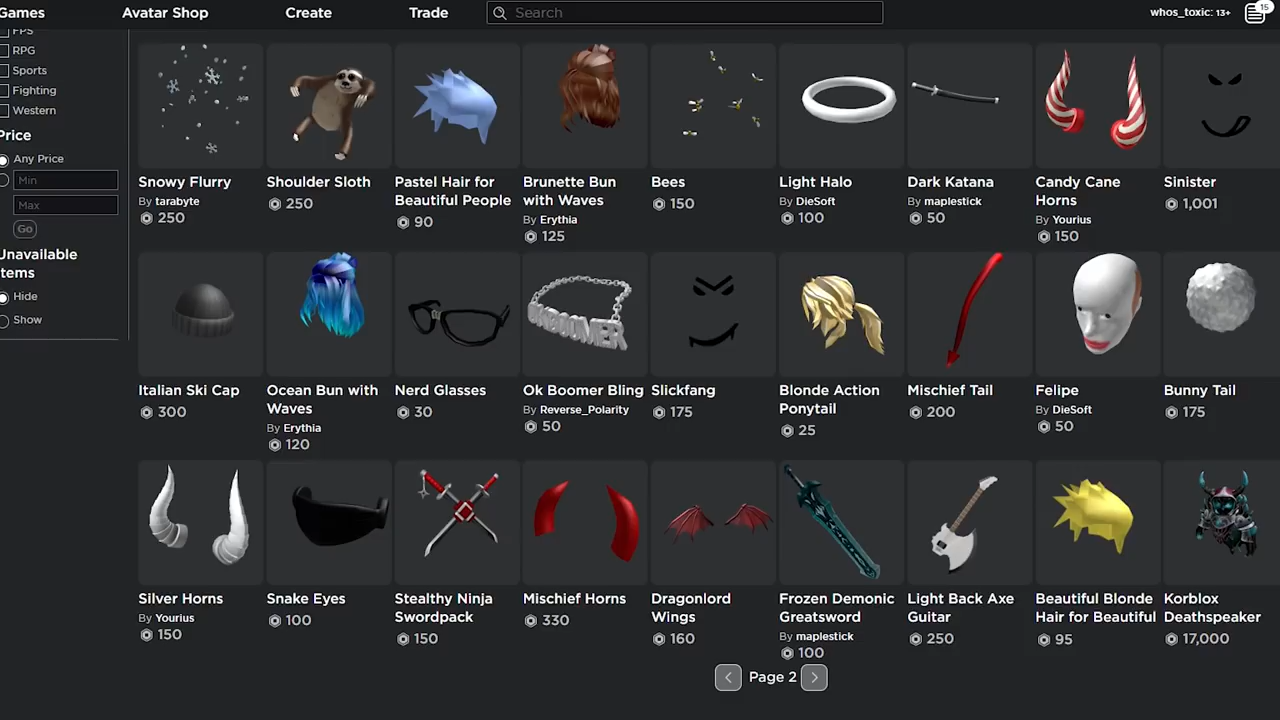 Games
Avatar Shop
Create
Trade
Search
whos_toxic: 13+
15
FPS
RPG
Sports
Fighting
Western
Price
Any Price
Min
Max
Go
Unavailable
Items
Hide
Show
Snowy Flurry
By tarabyte
250
Shoulder Sloth
250
Pastel Hair for
Beautiful People
90
Brunette Bun
with Waves
By Erythia
125
Bees
150
Light Halo
By DieSoft
100
Dark Katana
By maplestick
50
Candy Cane
Horns
By Yourius
150
Sinister
1,001
Italian Ski Cap
300
Ocean Bun with
Waves
By Erythia
120
Nerd Glasses
30
OK BOOMER
Ok Boomer Bling
By Reverse_Polarity
50
Slickfang
175
Blonde Action
Ponytail
25
Mischief Tail
200
Felipe
By DieSoft
50
Bunny Tail
175
Silver Horns
By Yourius
150
Snake Eyes
100
Stealthy Ninja
Swordpack
150
Mischief Horns
330
Dragonlord
Wings
160
Frozen Demonic
Greatsword
By maplestick
100
Light Back Axe
Guitar
250
Beautiful Blonde
Hair for Beautiful
95
Korblox
Deathspeaker
17,000
Page 2